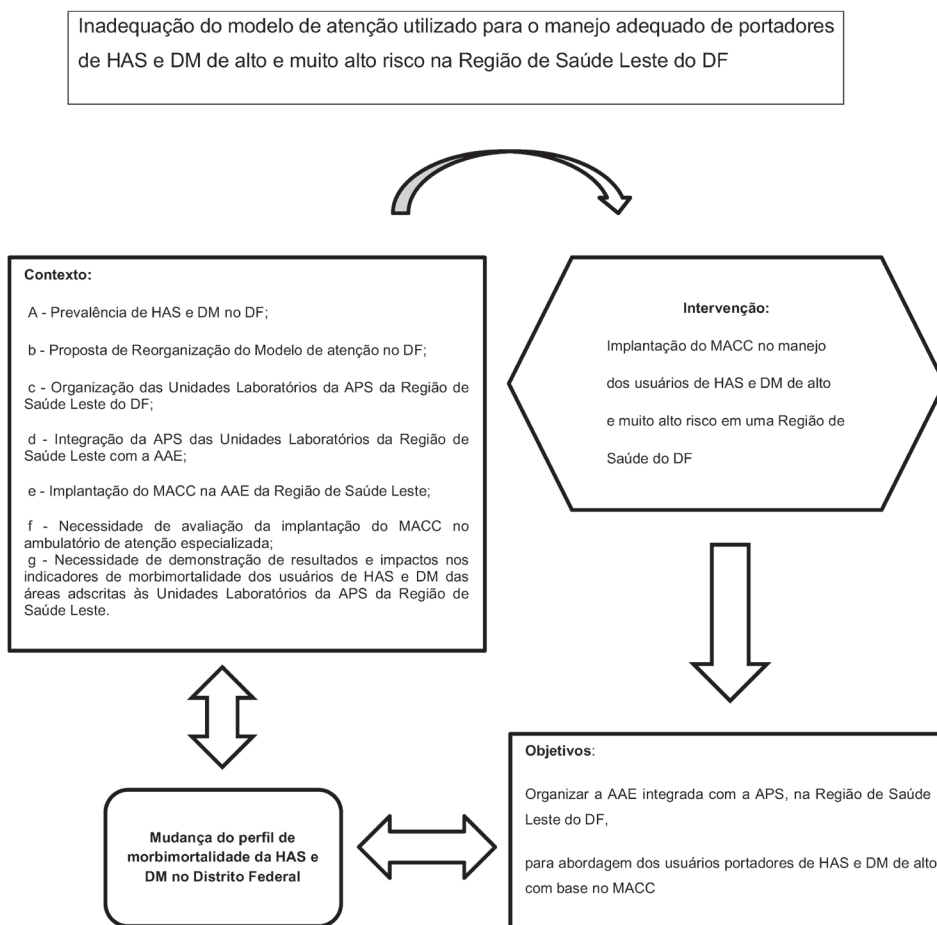 Inadequação do modelo de atenção utilizado para o manejo adequado de portadores
de HAS e DM de alto e muito alto risco na Região de Saúde Leste do DF
Contexto:
A - Prevalência de HAS e DM no DF;
b - Proposta de Reorganização do Modelo de atenção no DF;
c - Organização das Unidades Laboratórios da APS da Região de
Saúde Leste do DF;
d - Integração da APS das Unidades Laboratórios da Região de
Saúde Leste com a AAE;
e - Implantação do MACC na AAE da Região de Saúde Leste;
f - Necessidade de avaliação da implantação do MACC no
ambulatório de atenção especializada;
g - Necessidade de demonstração de resultados e impactos nos
indicadores de morbimortalidade dos usuários de HAS e DM das
áreas adscritas às Unidades Laboratórios da APS da Região de
Saúde Leste.
Intervenção:
Implantação do MACC no manejo
dos usuários de HAS e DM de alto
e muito alto risco em uma Região de
Saúde do DF
Mudança do perfil de
morbimortalidade da HAS e
DM no Distrito Federal
Objetivos:
Organizar a AAE integrada com a APS, na Região de Saúde
Leste do DF,
para abordagem dos usuários portadores de HAS e DM de alto
com base no MACC